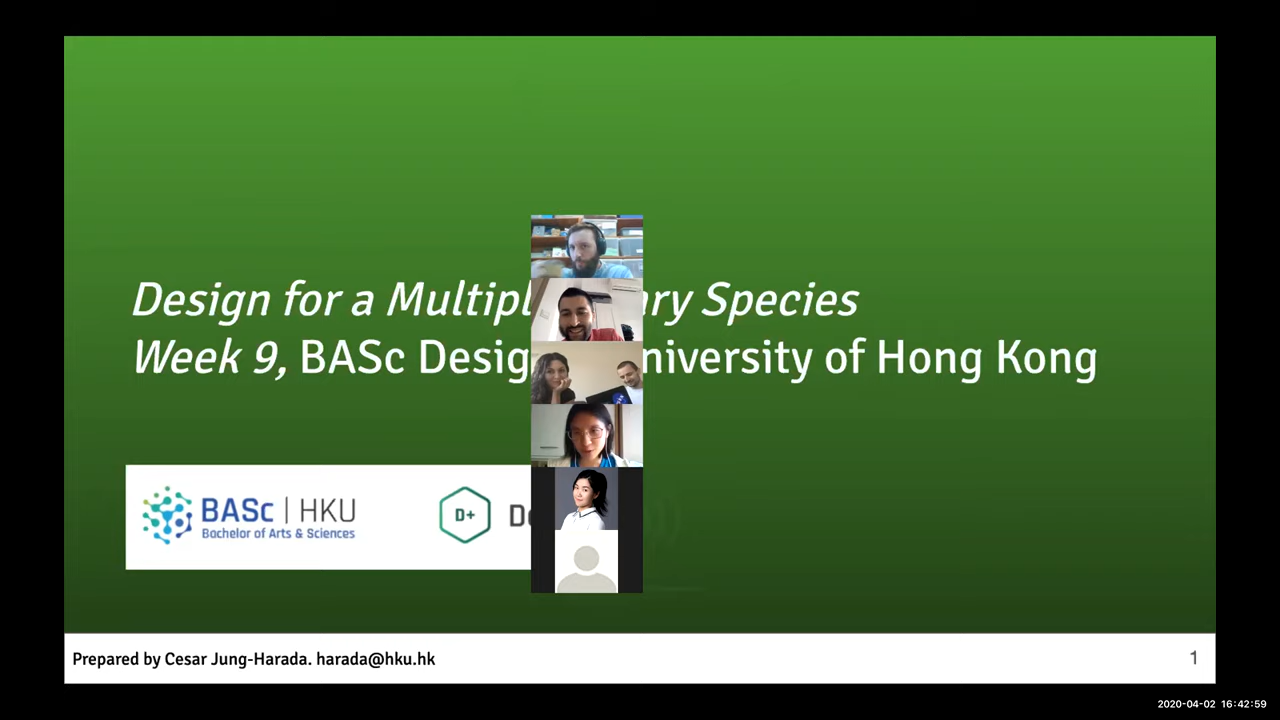 Design for a Multipl ry Species
Week 9, BASc Desig niversity of Hong Kong
BASc | HKU
Bachelor of Arts & Sciences
D+
Prepared by Cesar Jung-Harada. harada@hku.hk
1
2020-04-02 16:42:59